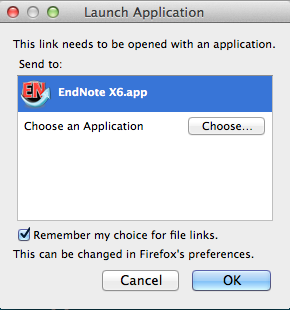 Launch Application
This link needs to be opened with an application.
Send to:
EN EndNote X6.app
Choose an Application Choose...
Remember my choice for file links.
This can be changed in Firefox's preferences.
Cancel OK